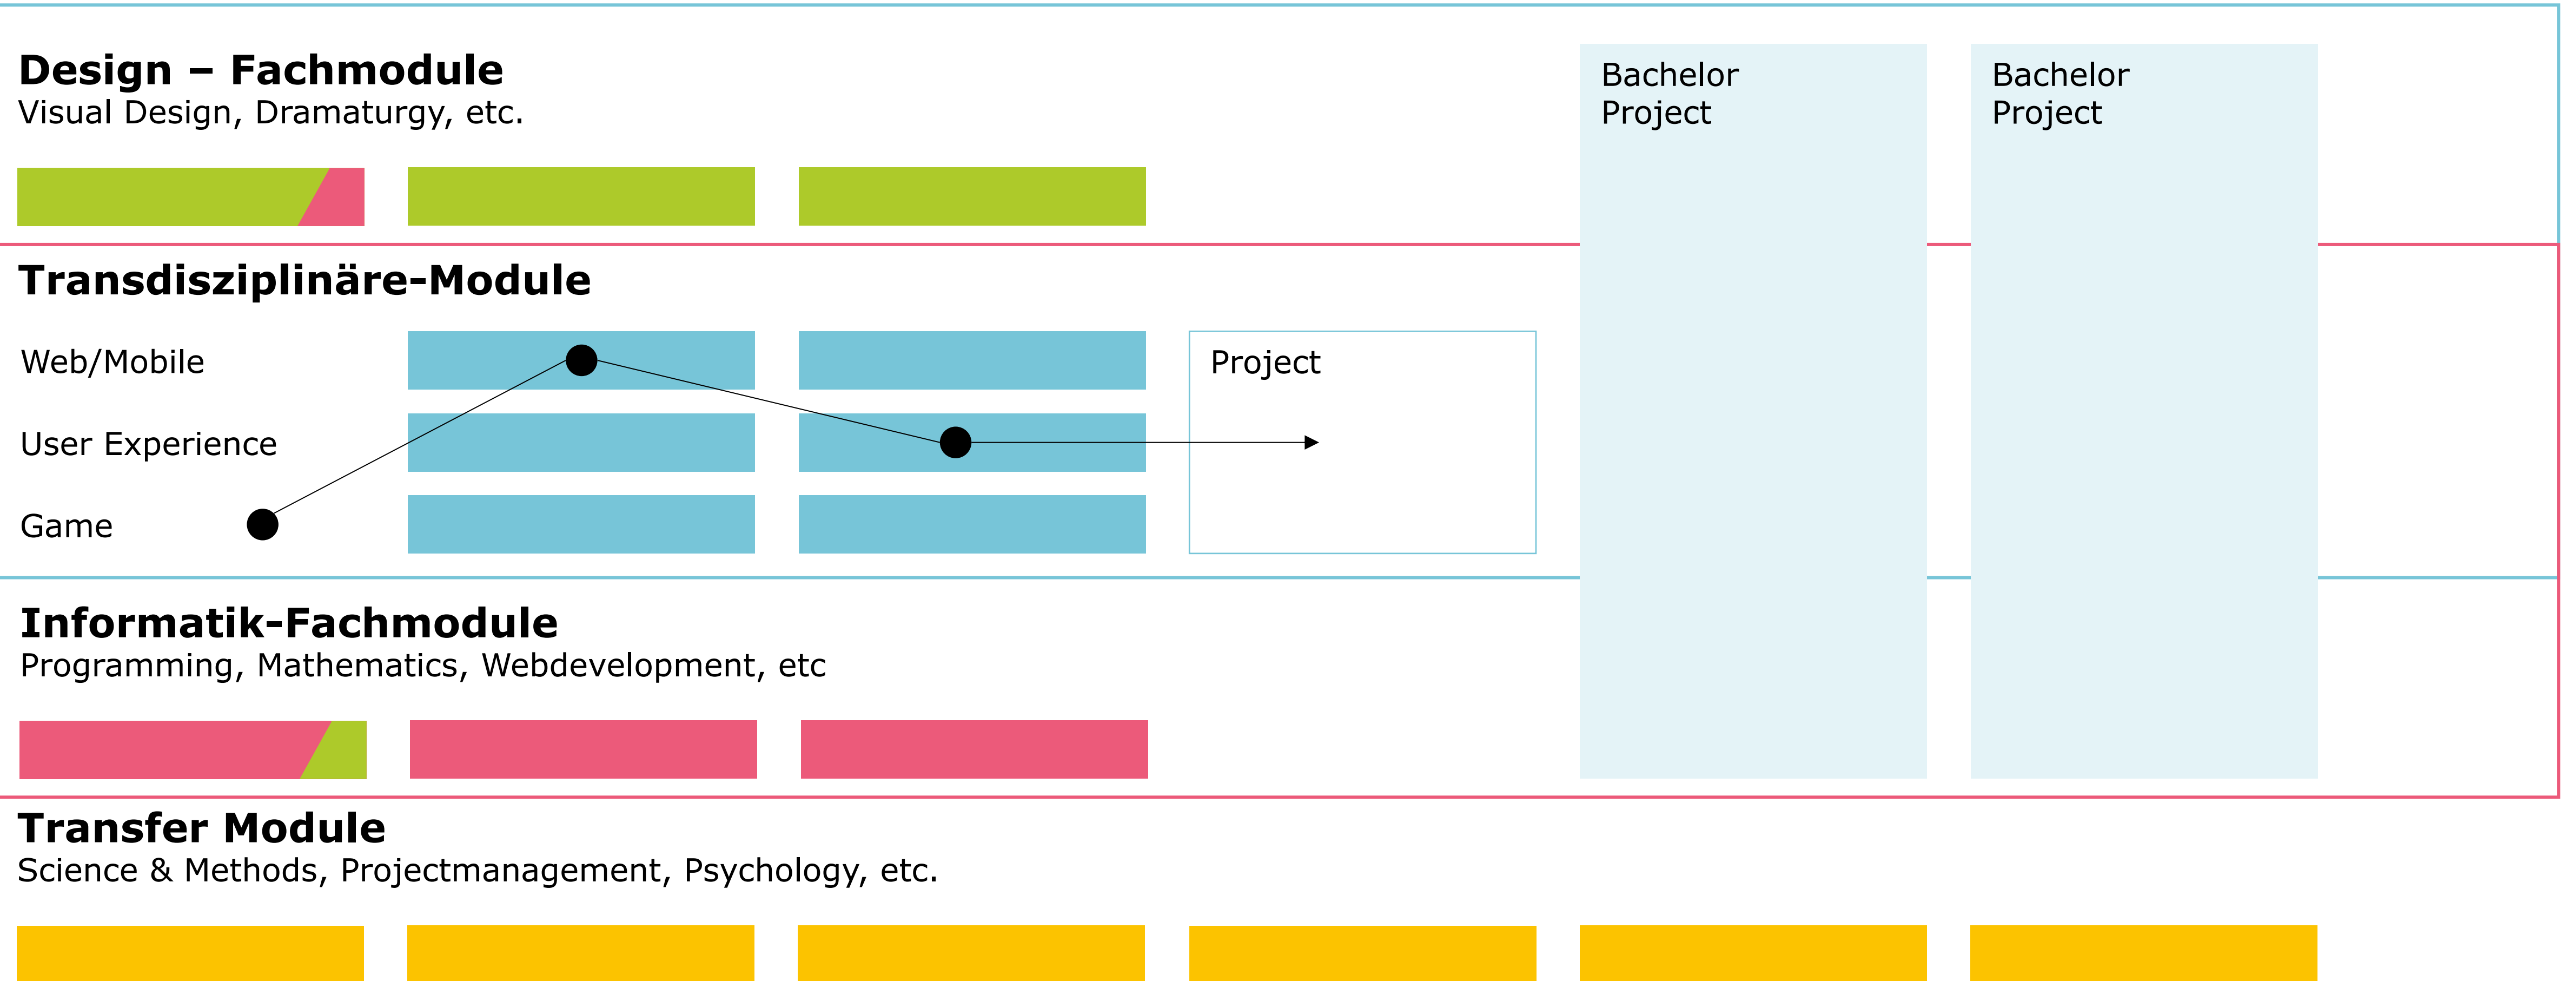 Design – Fachmodule
Visual Design, Dramaturgy, etc.
Bachelor
Project
Bachelor
Project
Transdisziplinäre-Module
Web/Mobile
Project
User Experience
Game
Informatik-Fachmodule
Programming, Mathematics, Webdevelopment, etc
Transfer Module
Science & Methods, Projectmanagement, Psychology, etc.